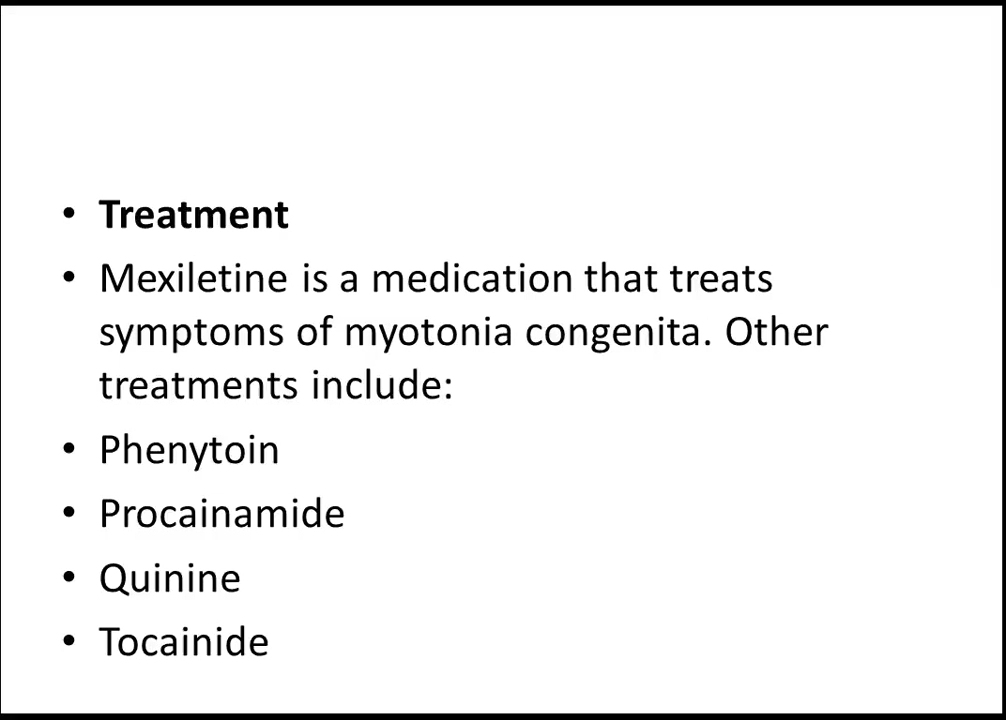 • Treatment
• Mexiletine is a medication that treats
symptoms of myotonia congenita. Other
treatments include:
• Phenytoin
• Procainamide
• Quinine
• Tocainide